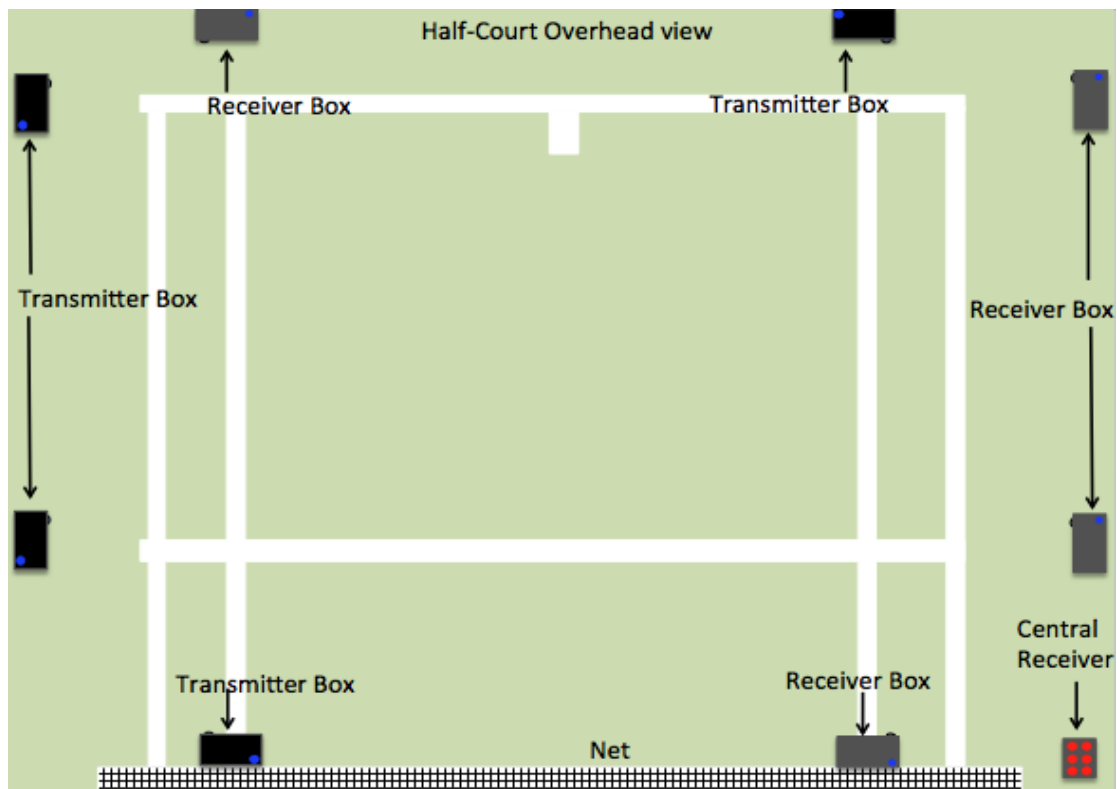 Half-Court Overhead view
Receiver Box
Transmitter Box
Transmitter Box
Receiver Box
Central
Receiver
Transmitter Box
Receiver Box
Net